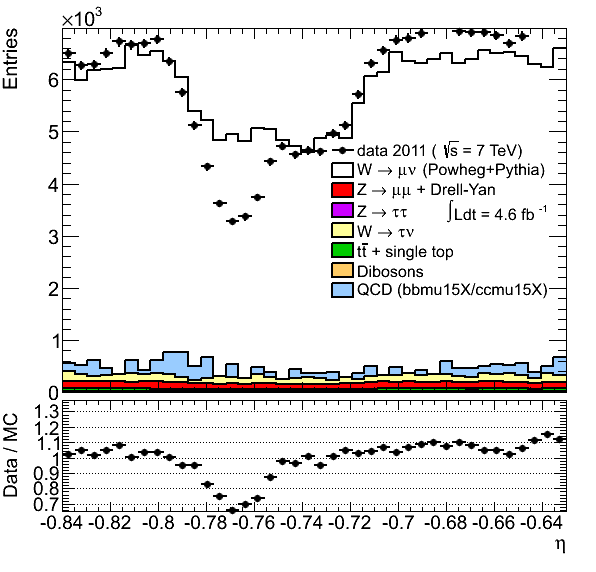 ×10³
Entries
6
5
4
3
2
1
0
data 2011 ( √s = 7 TeV)
W → μν (Powheg+Pythia)
Z → μμ + Drell-Yan
Z → ττ
∫Ldt = 4.6 fb⁻¹
W → τν
tt̄ + single top
Dibosons
QCD (bbmu15X/ccmu15X)
Data / MC
1.3
1.2
1.1
1
0.9
0.8
0.7
-0.84 -0.82 -0.8 -0.78 -0.76 -0.74 -0.72 -0.7 -0.68 -0.66 -0.64
η